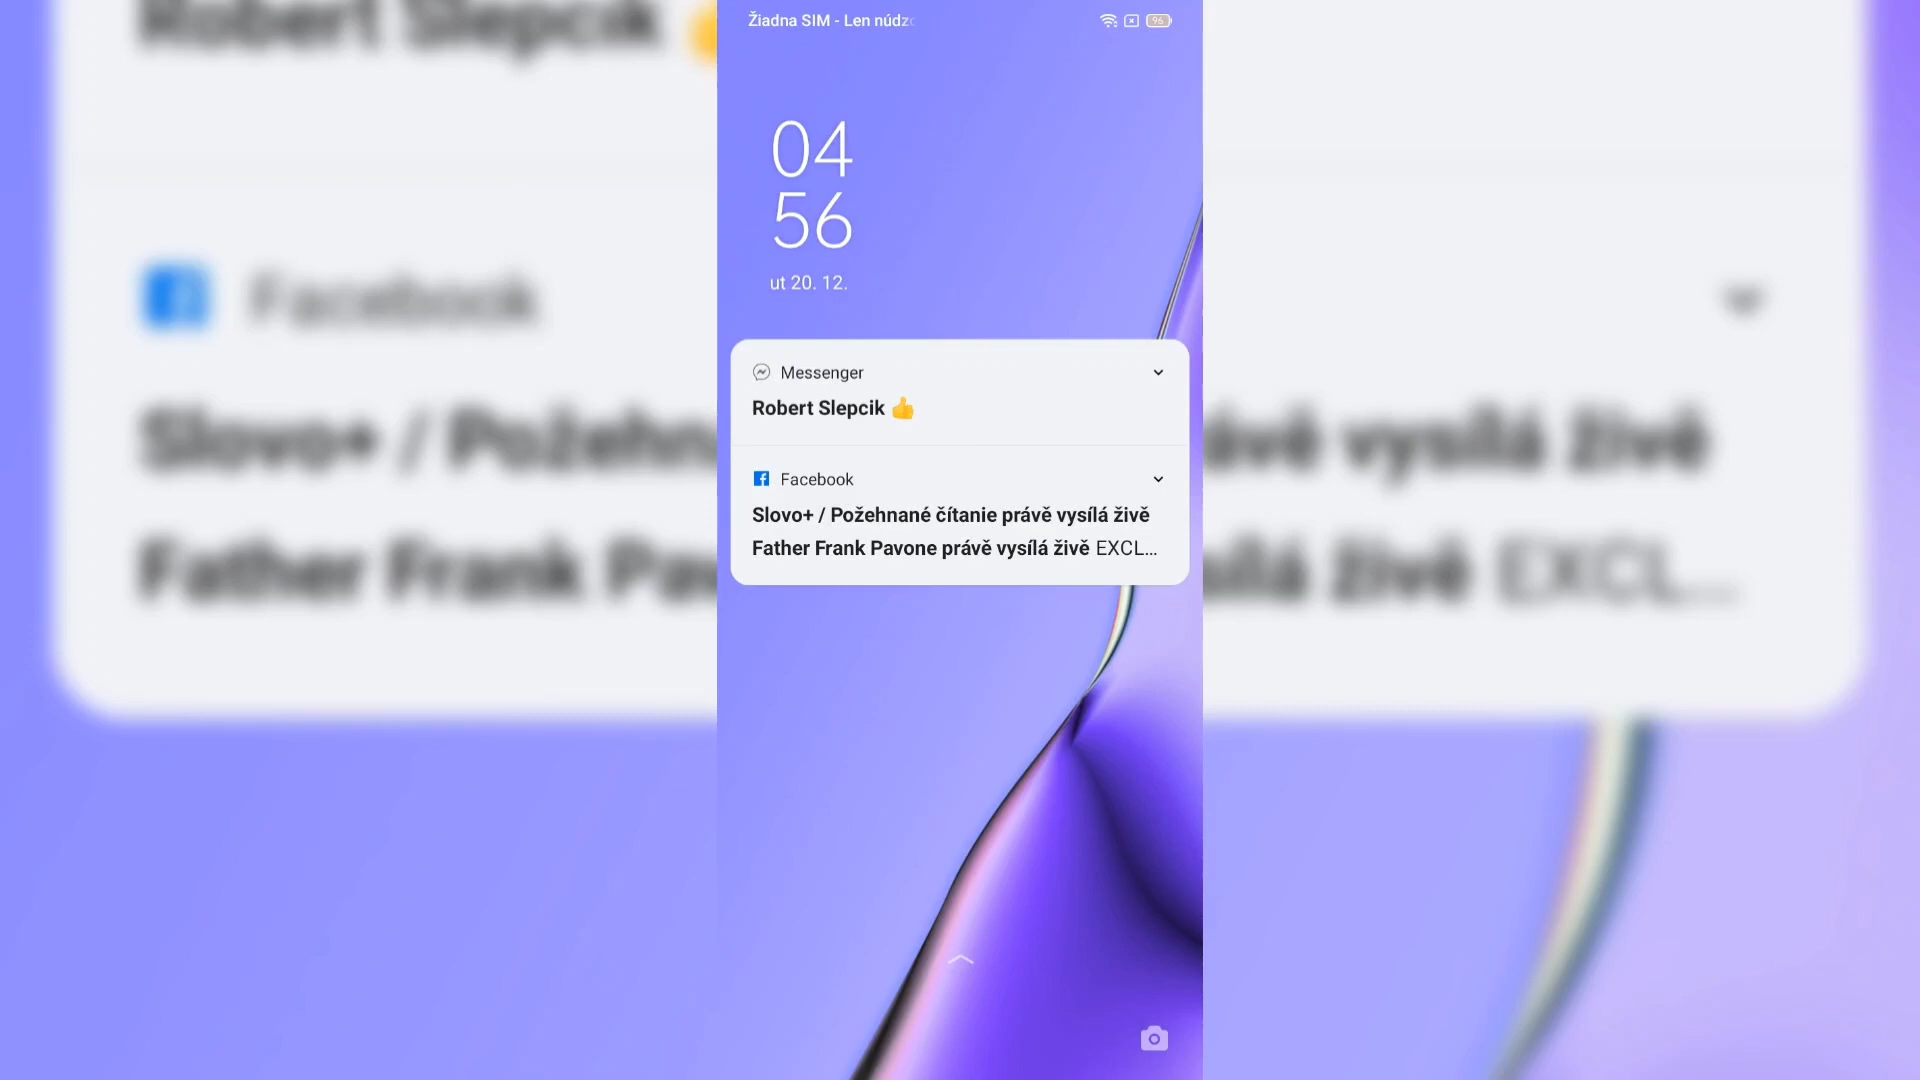 Žiadna SIM - Len núdz
96
04
56
ut 20. 12.
Messenger
Robert Slepcik 👍
Facebook
Slovo+ / Požehnané čítanie právě vysílá živě
Father Frank Pavone právě vysílá živě EXCL...